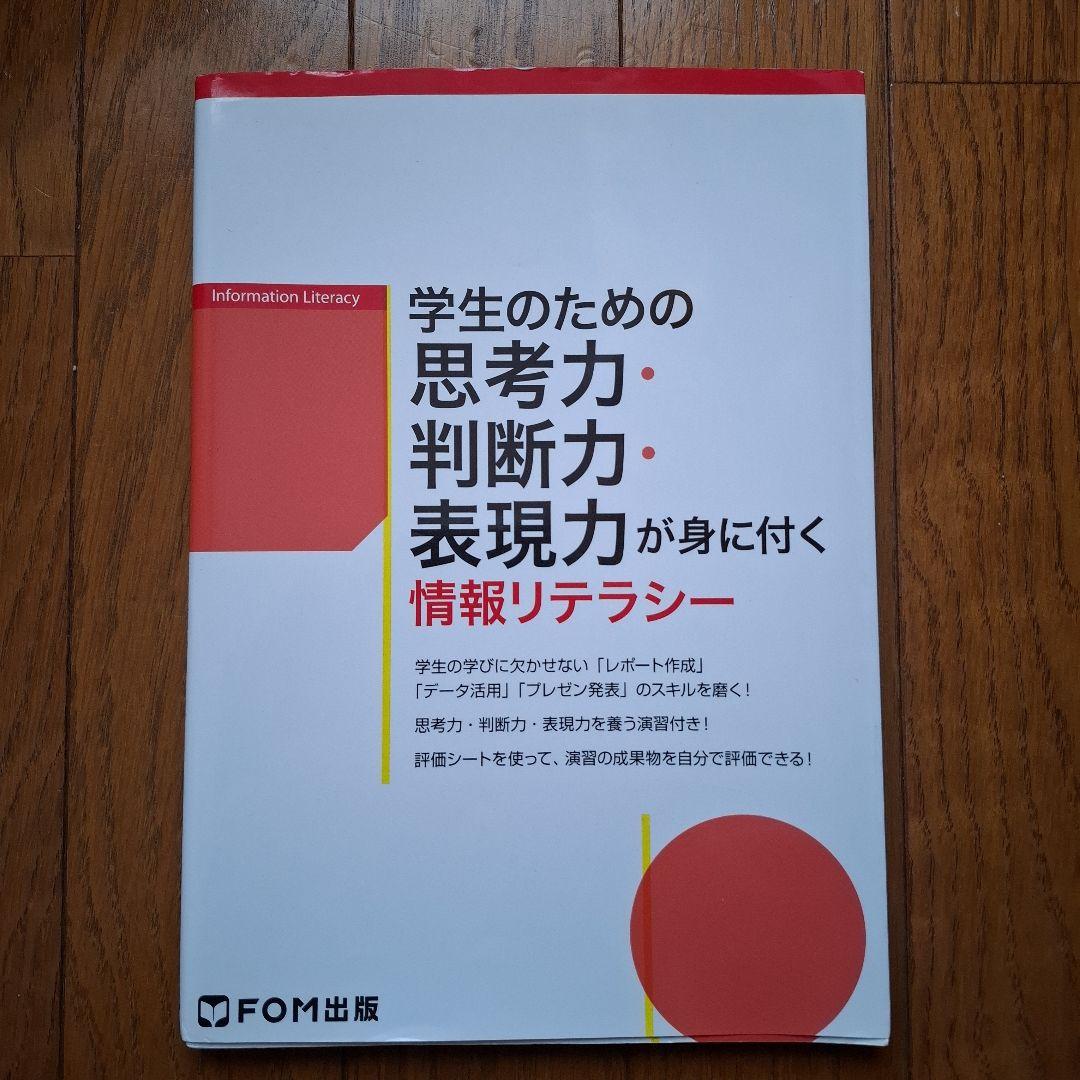 Information Literacy
学生のための
思考力・
判断力・
表現力が身に付く
情報リテラシー
学生の学びに欠かせない「レポート作成」
「データ活用」「プレゼン発表」のスキルを磨く！
思考力・判断力・表現力を養う演習付き！
評価シートを使って、演習の成果物を自分で評価できる！
FOM出版